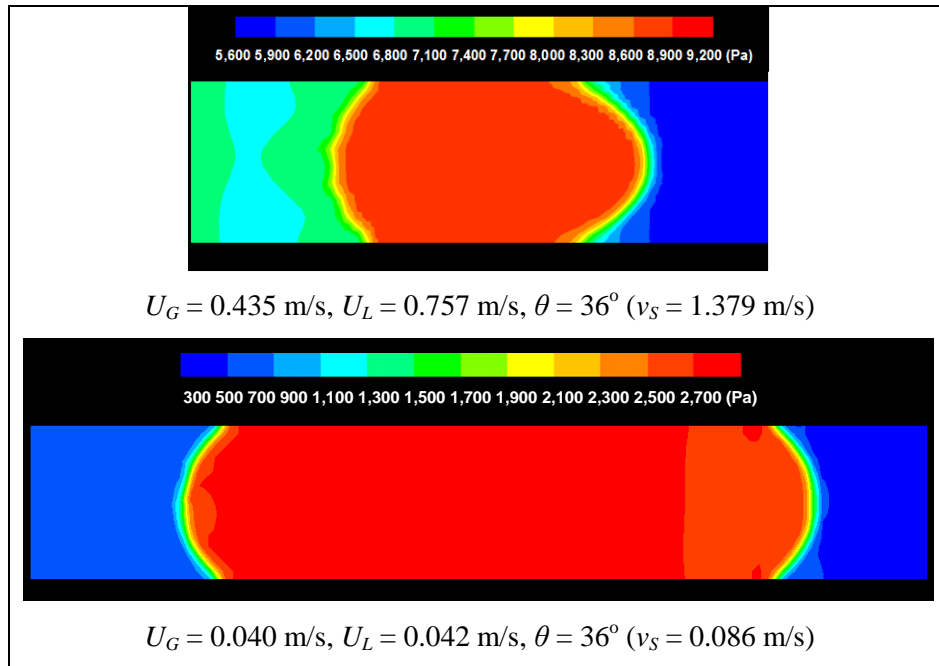 5,600 5,900 6,200 6,500 6,800 7,100 7,400 7,700 8,000 8,300 8,600 8,900 9,200 (Pa)
U_G = 0.435 m/s, U_L = 0.757 m/s, θ = 36° (v_S = 1.379 m/s)
300 500 700 900 1,100 1,300 1,500 1,700 1,900 2,100 2,300 2,500 2,700 (Pa)
U_G = 0.040 m/s, U_L = 0.042 m/s, θ = 36° (v_S = 0.086 m/s)